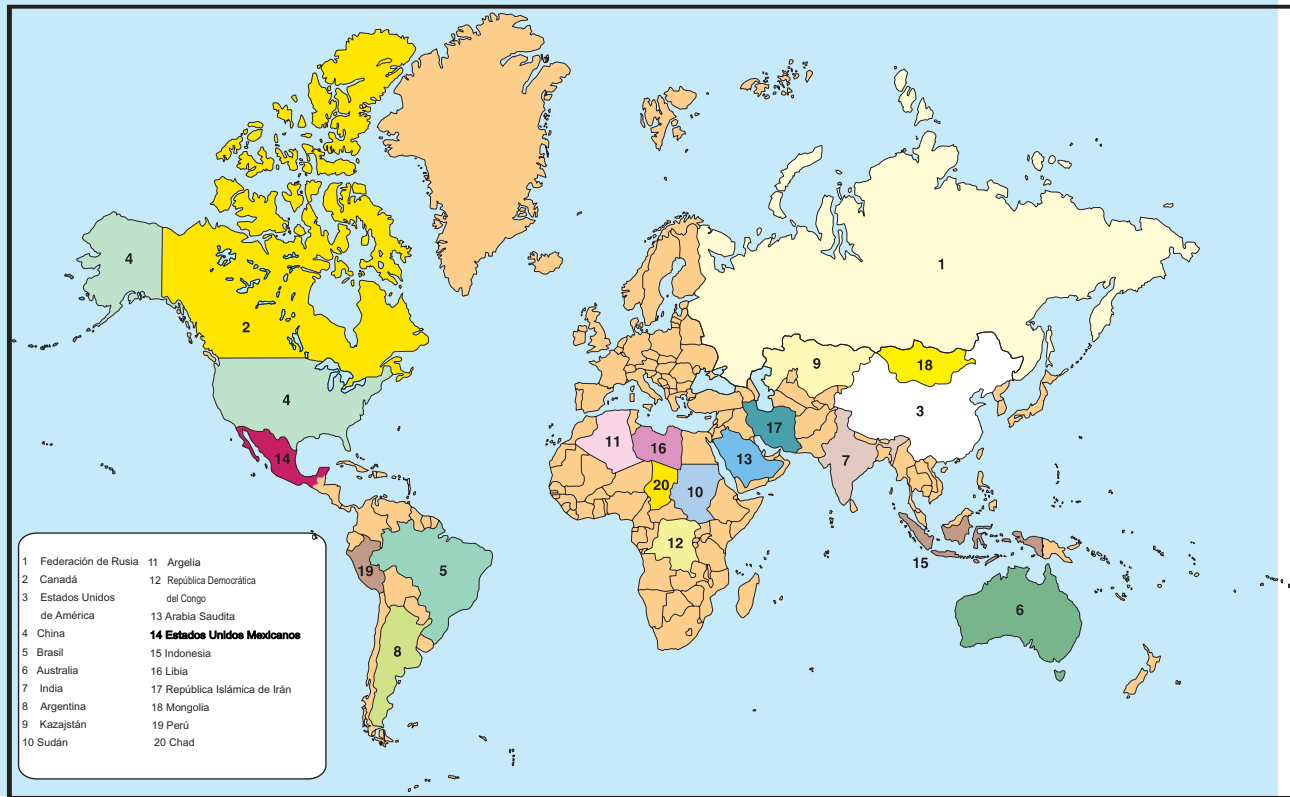 1
4
2
9
18
4
3
17
11
16
14
13
7
20
10
12
15
19
5
6
8
1 Federación de Rusia
2 Canadá
3 Estados Unidos
de América
4 China
5 Brasil
6 Australia
7 India
8 Argentina
9 Kazajstán
10 Sudán
11 Argelia
12 República Democrática
del Congo
13 Arabia Saudita
14 Estados Unidos Mexicanos
15 Indonesia
16 Libia
17 República Islámica de Irán
18 Mongolia
19 Perú
20 Chad